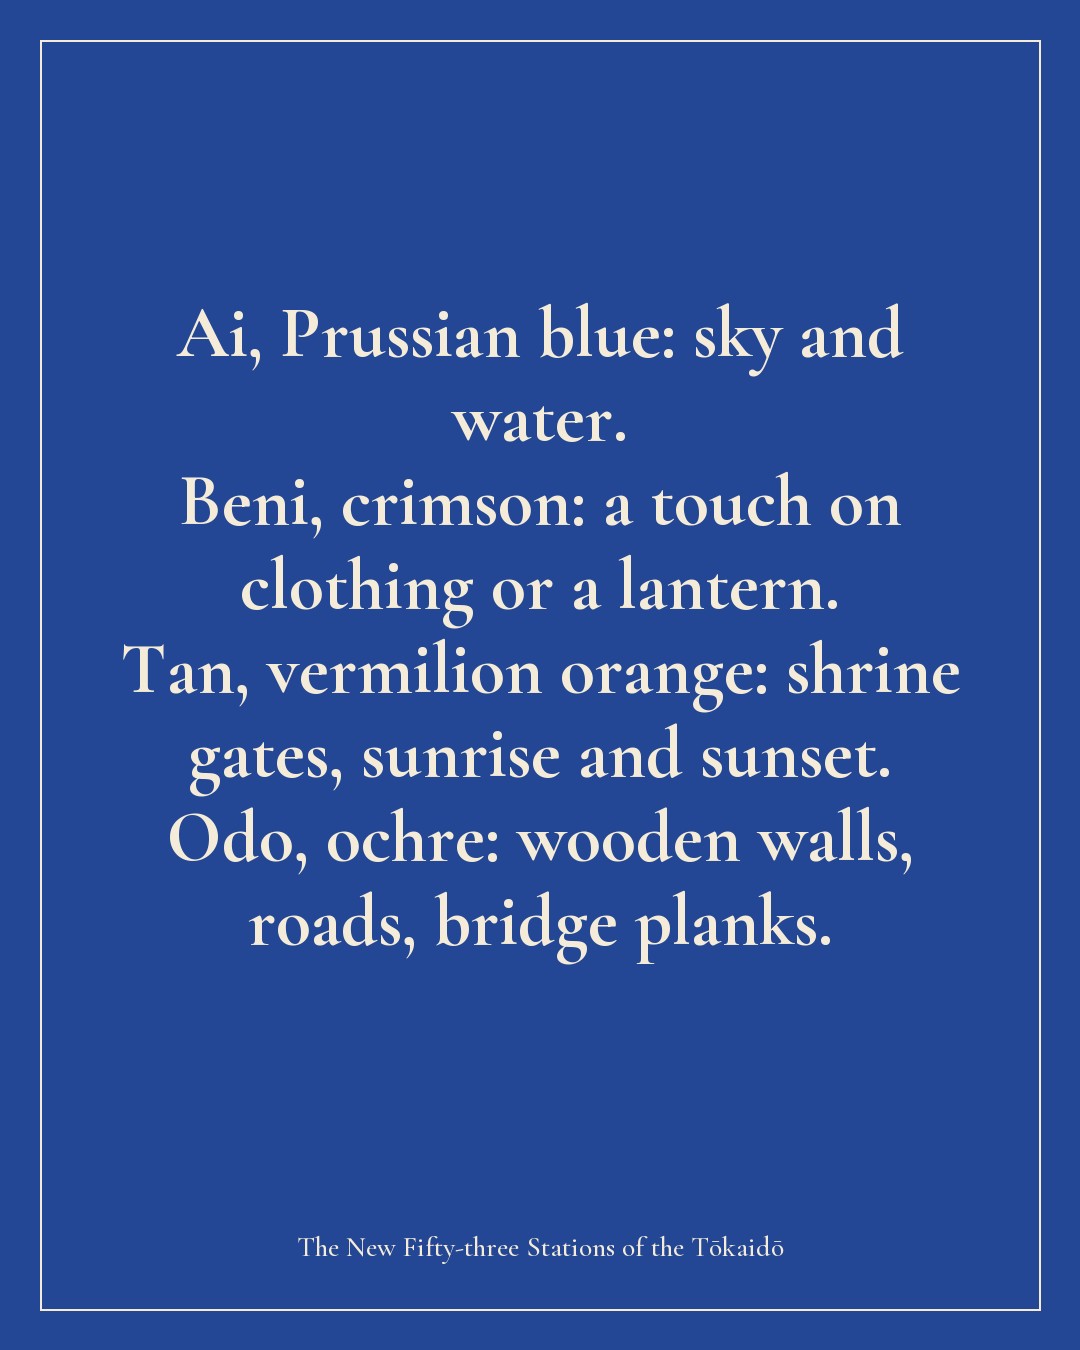 Ai, Prussian blue: sky and
water.
Beni, crimson: a touch on
clothing or a lantern.
Tan, vermilion orange: shrine
gates, sunrise and sunset.
Odo, ochre: wooden walls,
roads, bridge planks.
The New Fifty-three Stations of the Tōkaidō